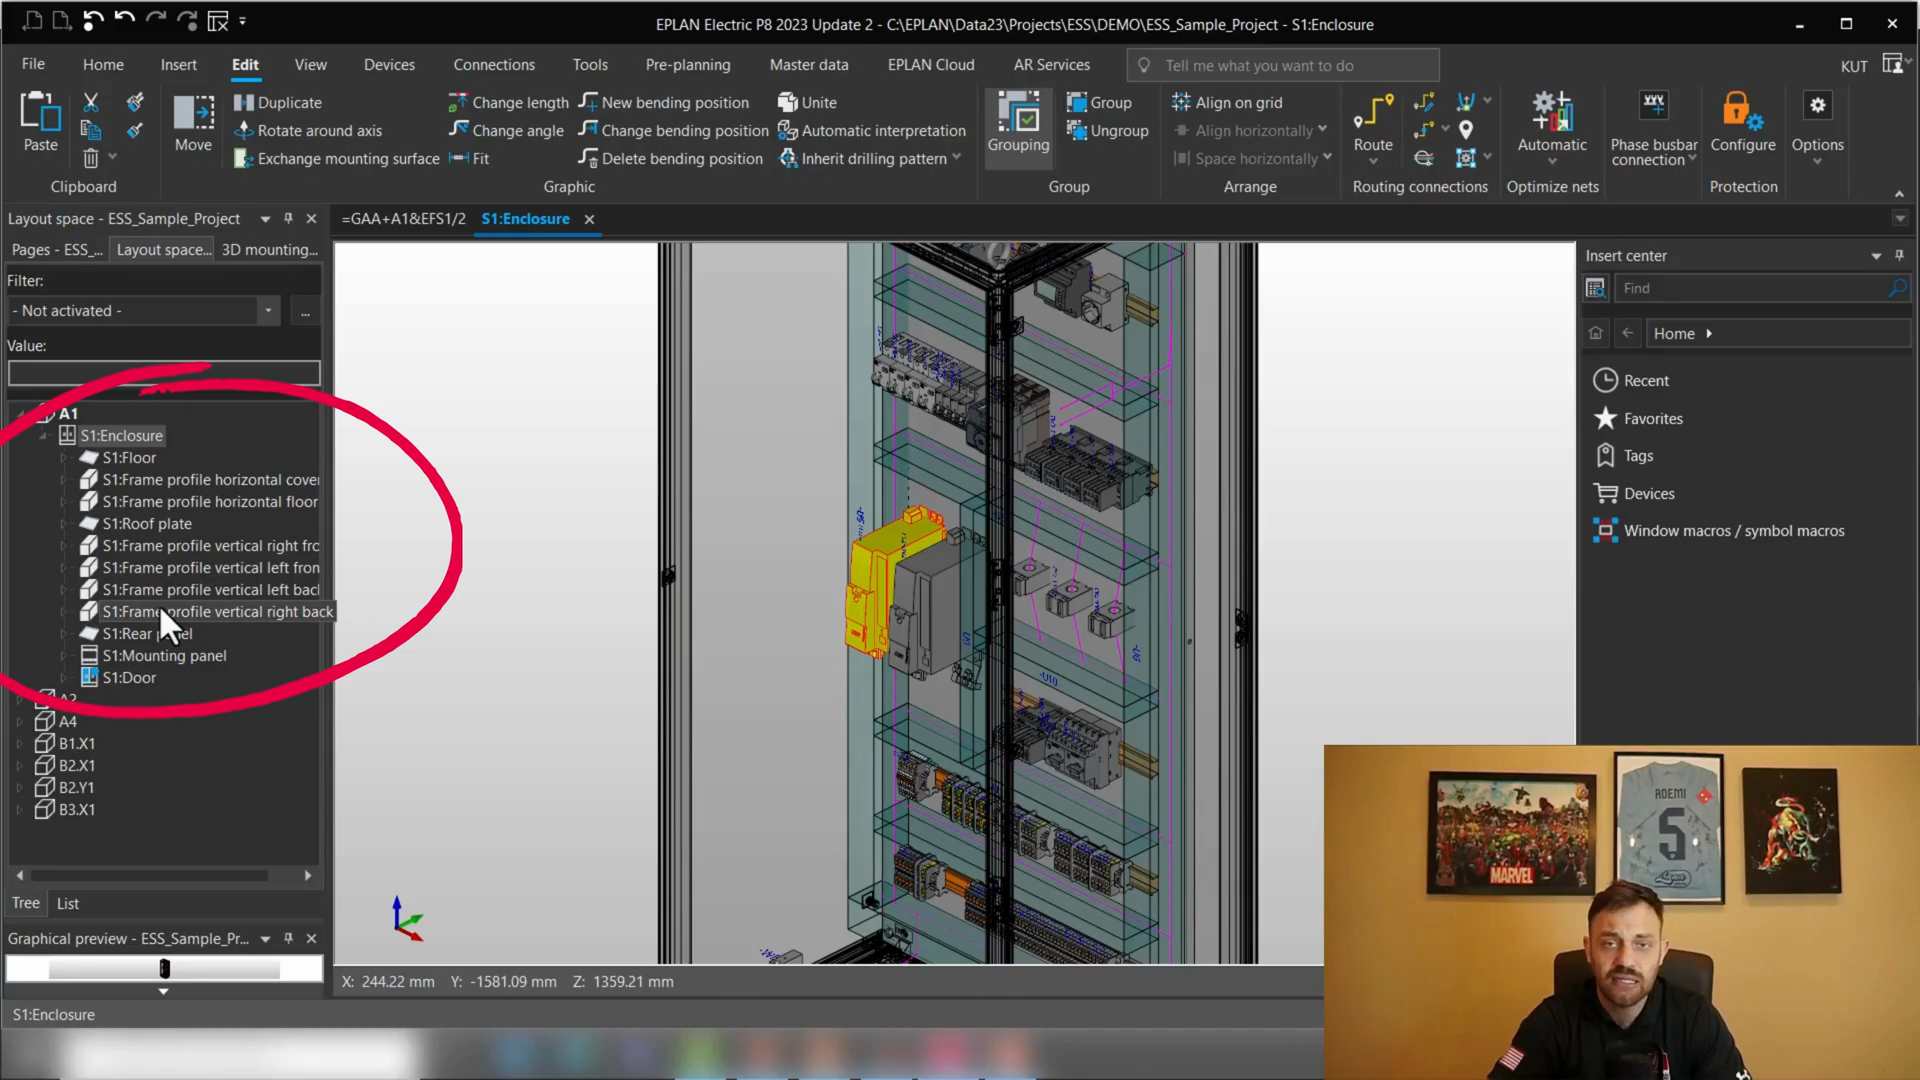 EPLAN Electric P8 2023 Update 2 - C:\EPLAN\Data23\Projects\ESS\DEMO\ESS_Sample_Project - S1:Enclosure
File Home Insert Edit View Devices Connections Tools Pre-planning Master data EPLAN Cloud AR Services Tell me what you want to do KUT
Paste
Clipboard
Move
Duplicate
Rotate around axis
Exchange mounting surface
Change length
Change angle
Fit
New bending position
Change bending position
Delete bending position
Unite
Automatic interpretation
Inherit drilling pattern
Graphic
Grouping
Group
Ungroup
Group
Align on grid
Align horizontally
Space horizontally
Arrange
Route
Routing connections
Automatic
Optimize nets
Phase busbar
connection
Configure
Protection
Options
Layout space - ESS_Sample_Project
Pages - ESS_... Layout space... 3D mounting...
Filter:
- Not activated -
...
Value:
A1
S1:Enclosure
S1:Floor
S1:Frame profile horizontal cover
S1:Frame profile horizontal floor
S1:Roof plate
S1:Frame profile vertical right fro
S1:Frame profile vertical left fron
S1:Frame profile vertical left bac
S1:Frame profile vertical right back
S1:Rear panel
S1:Mounting panel
S1:Door
A2
A4
B1.X1
B2.X1
B2.Y1
B3.X1
Tree List
Graphical preview - ESS_Sample_Pr...
S1:Enclosure
=GAA+A1&EFS1/2 S1:Enclosure
X: 244.22 mm Y: -1581.09 mm Z: 1359.21 mm
Insert center
Find
Home
Recent
Favorites
Tags
Devices
Window macros / symbol macros
MARVEL
5